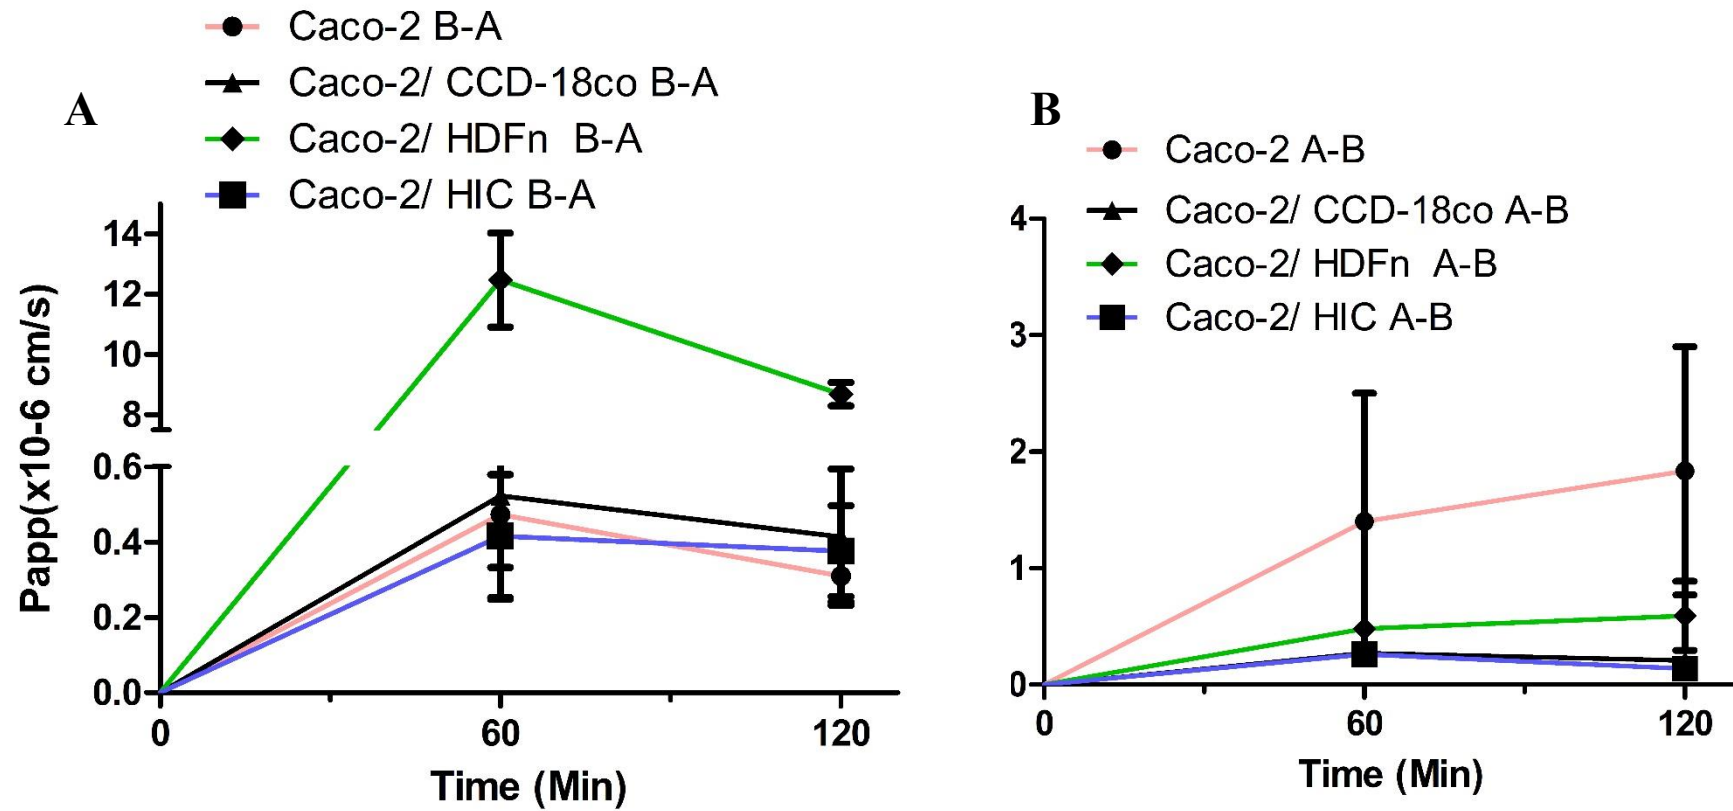 A
Caco-2 B-A
Caco-2/ CCD-18co B-A
Caco-2/ HDFn B-A
Caco-2/ HIC B-A
Papp(x10-6 cm/s)
14
12
10
8
0.6
0.4
0.2
0.0
0 60 120
Time (Min)
B
Caco-2 A-B
Caco-2/ CCD-18co A-B
Caco-2/ HDFn A-B
Caco-2/ HIC A-B
4
3
2
1
0
0 60 120
Time (Min)